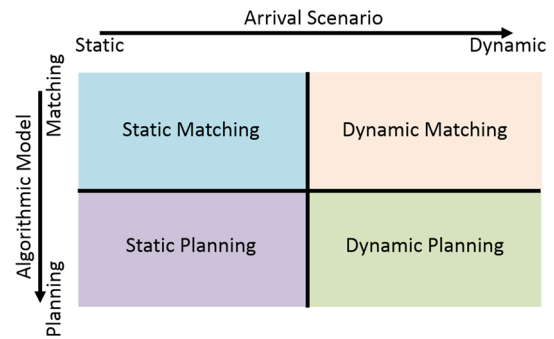 Arrival Scenario
Static
Dynamic
Algorithmic Model
Matching
Planning
Static Matching
Dynamic Matching
Static Planning
Dynamic Planning